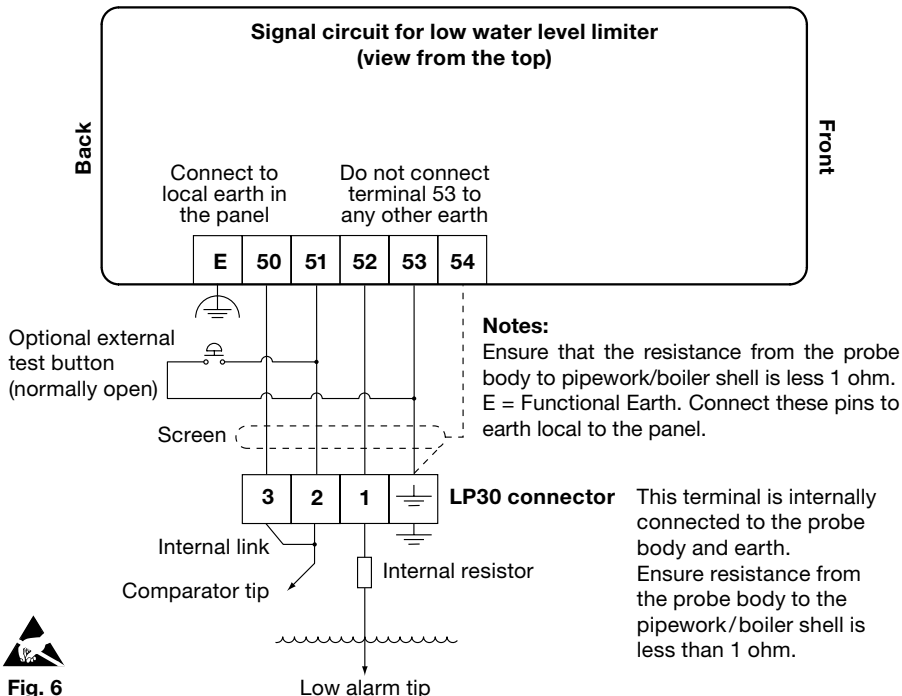 Signal circuit for low water level limiter
(view from the top)
Back
Front
Connect to
local earth in
the panel
Do not connect
terminal 53 to
any other earth
E 50 51 52 53 54
Optional external
test button
(normally open)
Notes:
Ensure that the resistance from the probe
body to pipework/boiler shell is less 1 ohm.
E = Functional Earth. Connect these pins to
earth local to the panel.
Screen
3 2 1
LP30 connector
This terminal is internally
connected to the probe
body and earth.
Ensure resistance from
the probe body to the
pipework/boiler shell is
less than 1 ohm.
Internal link
Comparator tip
Internal resistor
Low alarm tip
Fig. 6